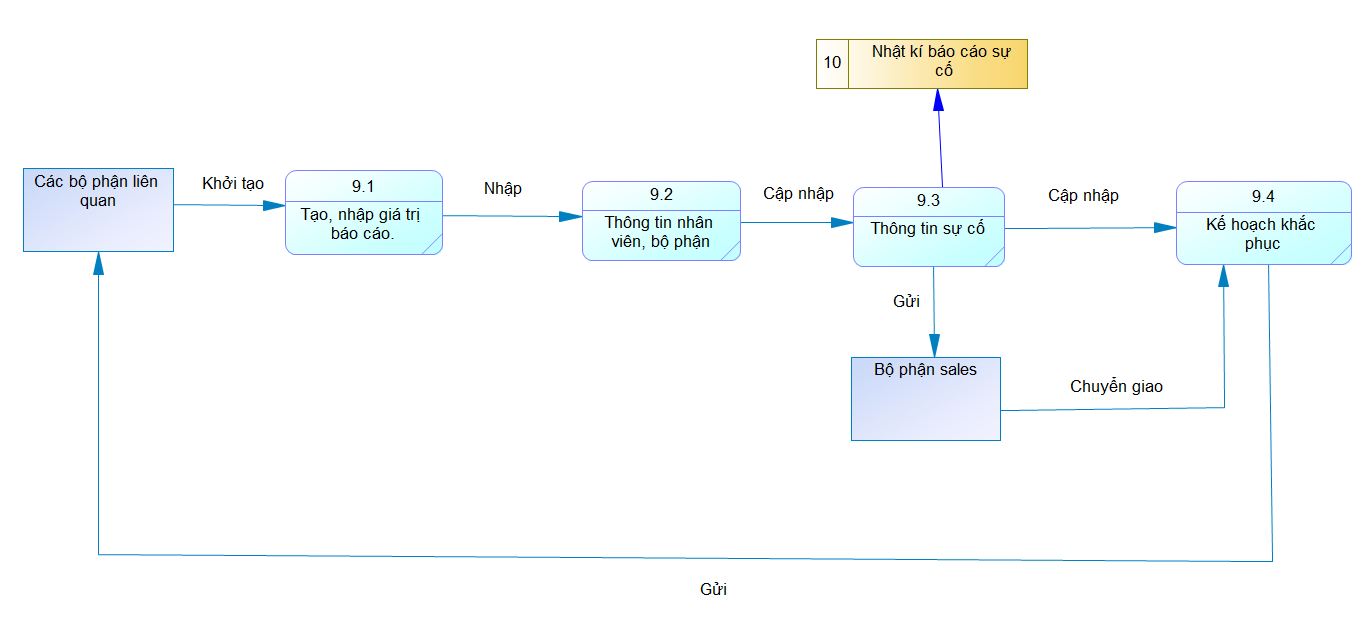 10
Nhật kí báo cáo sự
cố
Các bộ phận liên
quan
Khởi tạo
9.1
Tạo, nhập giá trị
báo cáo.
Nhập
9.2
Thông tin nhân
viên, bộ phận
Cập nhập
9.3
Thông tin sự cố
Cập nhập
9.4
Kế hoạch khắc
phục
Gửi
Bộ phận sales
Chuyển giao
Gửi